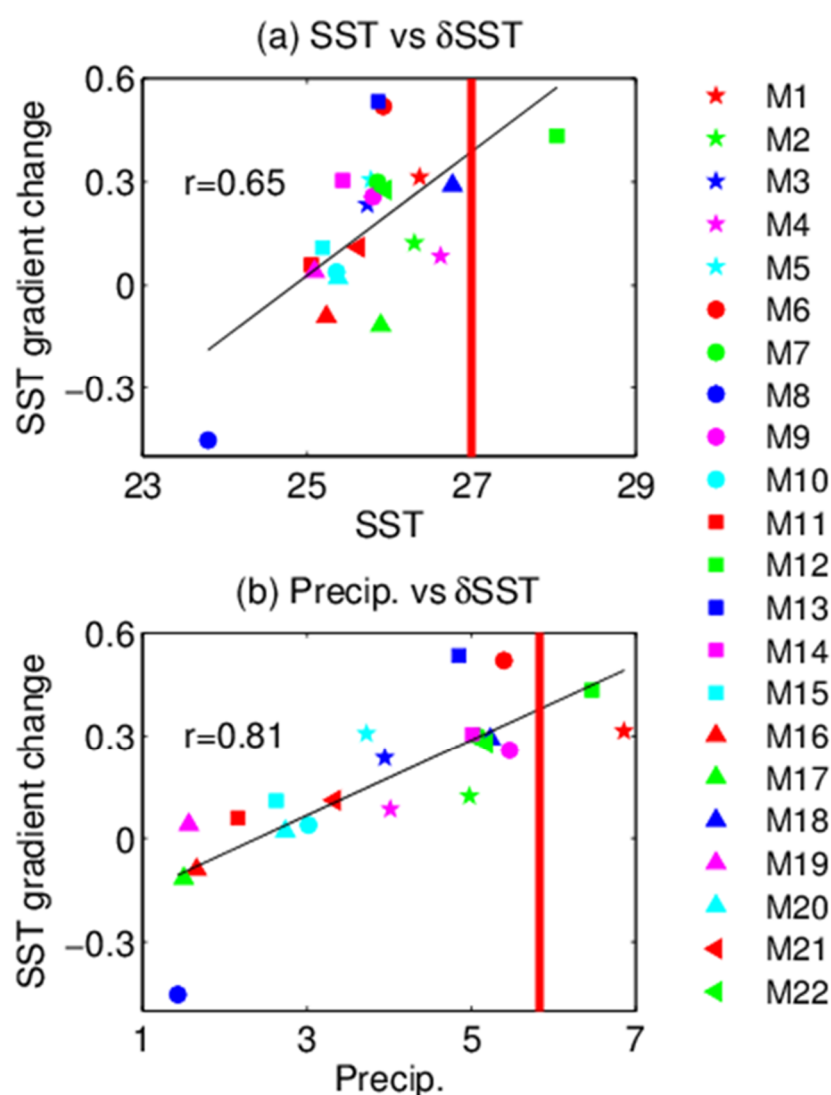 (a) SST vs δSST
SST gradient change
0.6
0.3
0
−0.3
r=0.65
23 25 27 29
SST
(b) Precip. vs δSST
SST gradient change
0.6
0.3
0
−0.3
r=0.81
1 3 5 7
Precip.
M1
M2
M3
M4
M5
M6
M7
M8
M9
M10
M11
M12
M13
M14
M15
M16
M17
M18
M19
M20
M21
M22